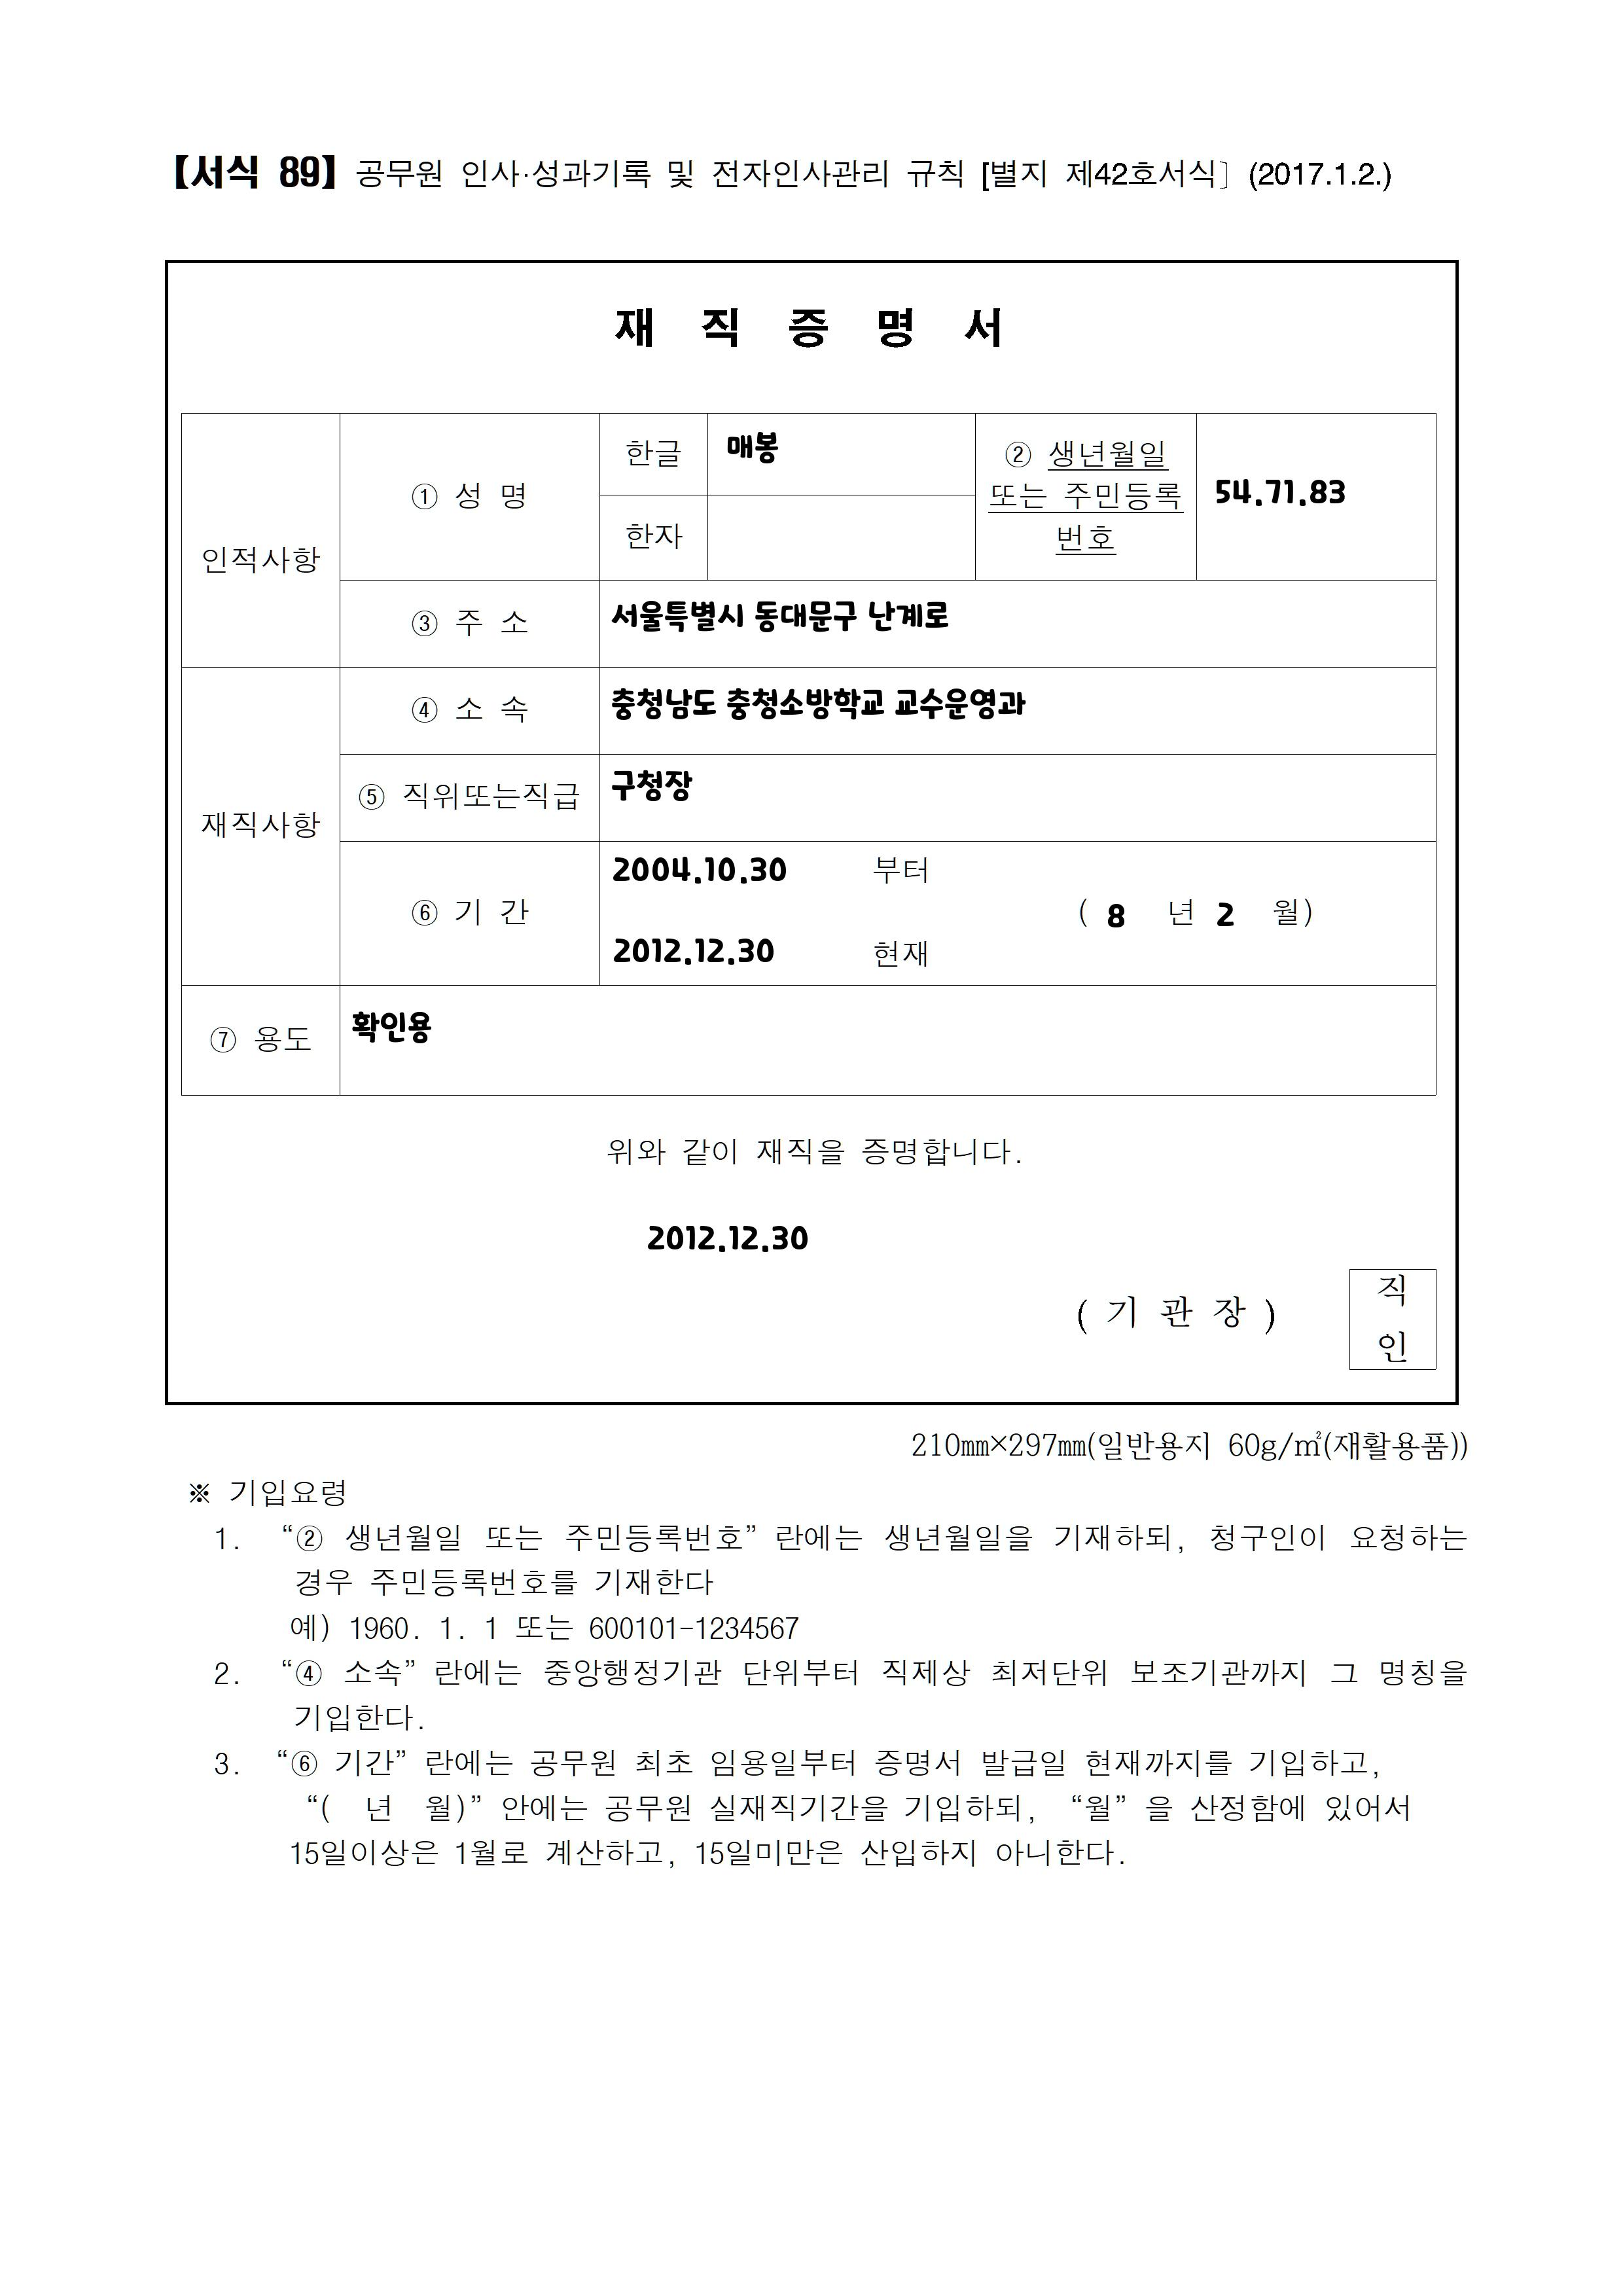 【서식 89】 공무원 인사·성과기록 및 전자인사관리 규칙 [별지 제42호서식〕 (2017.1.2.)
재 직 증 명 서
인적사항
① 성 명
한글
매봉
한자
② 생년월일
또는 주민등록
번호
54.71.83
③ 주 소
서울특별시 동대문구 난계로
재직사항
④ 소 속
충청남도 충청소방학교 교수운영과
⑤ 직위또는직급
구청장
⑥ 기 간
2004.10.30 부터
( 8 년 2 월)
2012.12.30 현재
⑦ 용도
확인용
위와 같이 재직을 증명합니다.
2012.12.30
( 기 관 장 )
직
인
210㎜×297㎜(일반용지 60g/㎡(재활용품))
※ 기입요령
1. “② 생년월일 또는 주민등록번호” 란에는 생년월일을 기재하되, 청구인이 요청하는
경우 주민등록번호를 기재한다
예) 1960. 1. 1 또는 600101-1234567
2. “④ 소속” 란에는 중앙행정기관 단위부터 직제상 최저단위 보조기관까지 그 명칭을
기입한다.
3. “⑥ 기간” 란에는 공무원 최초 임용일부터 증명서 발급일 현재까지를 기입하고,
“( 년 월)” 안에는 공무원 실재직기간을 기입하되, “월” 을 산정함에 있어서
15일이상은 1월로 계산하고, 15일미만은 산입하지 아니한다.